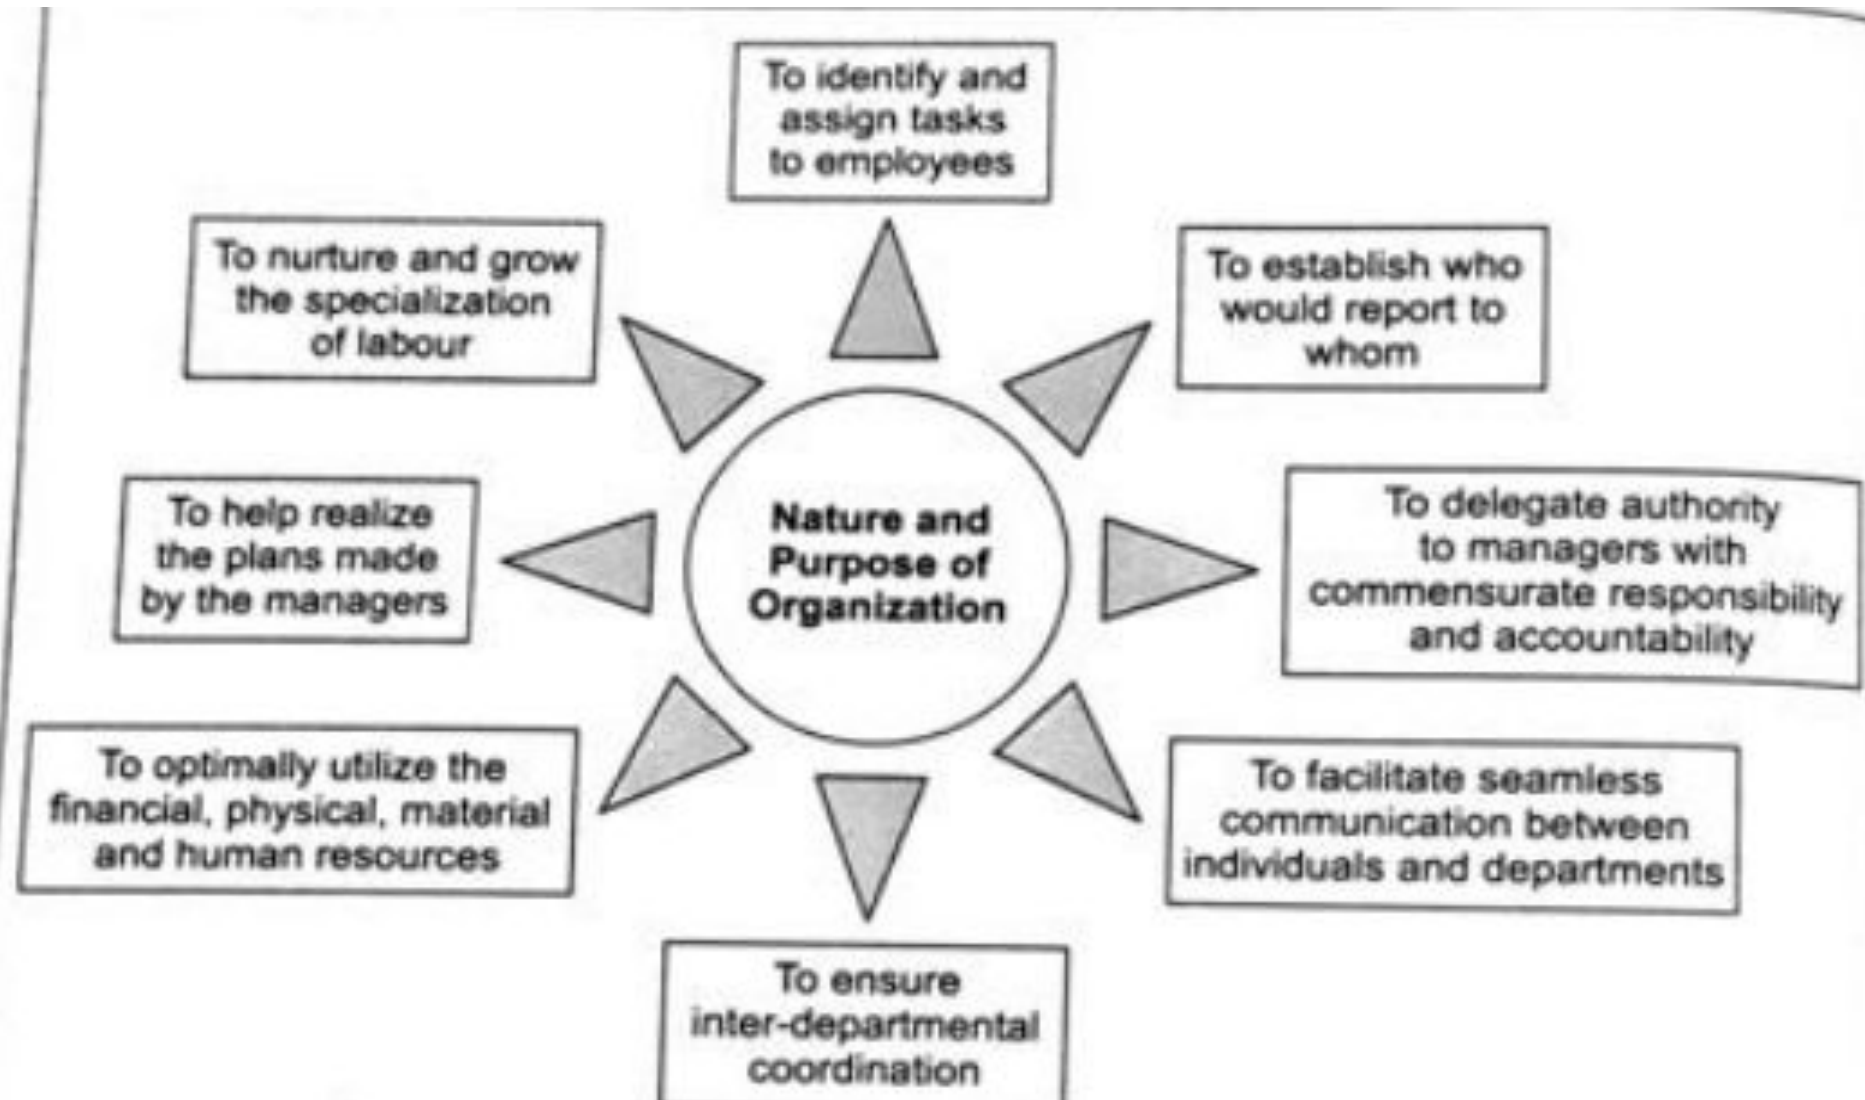 To identify and
assign tasks
to employees
To nurture and grow
the specialization
of labour
To establish who
would report to
whom
To help realize
the plans made
by the managers
Nature and
Purpose of
Organization
To delegate authority
to managers with
commensurate responsibility
and accountability
To optimally utilize the
financial, physical, material
and human resources
To facilitate seamless
communication between
individuals and departments
To ensure
inter-departmental
coordination